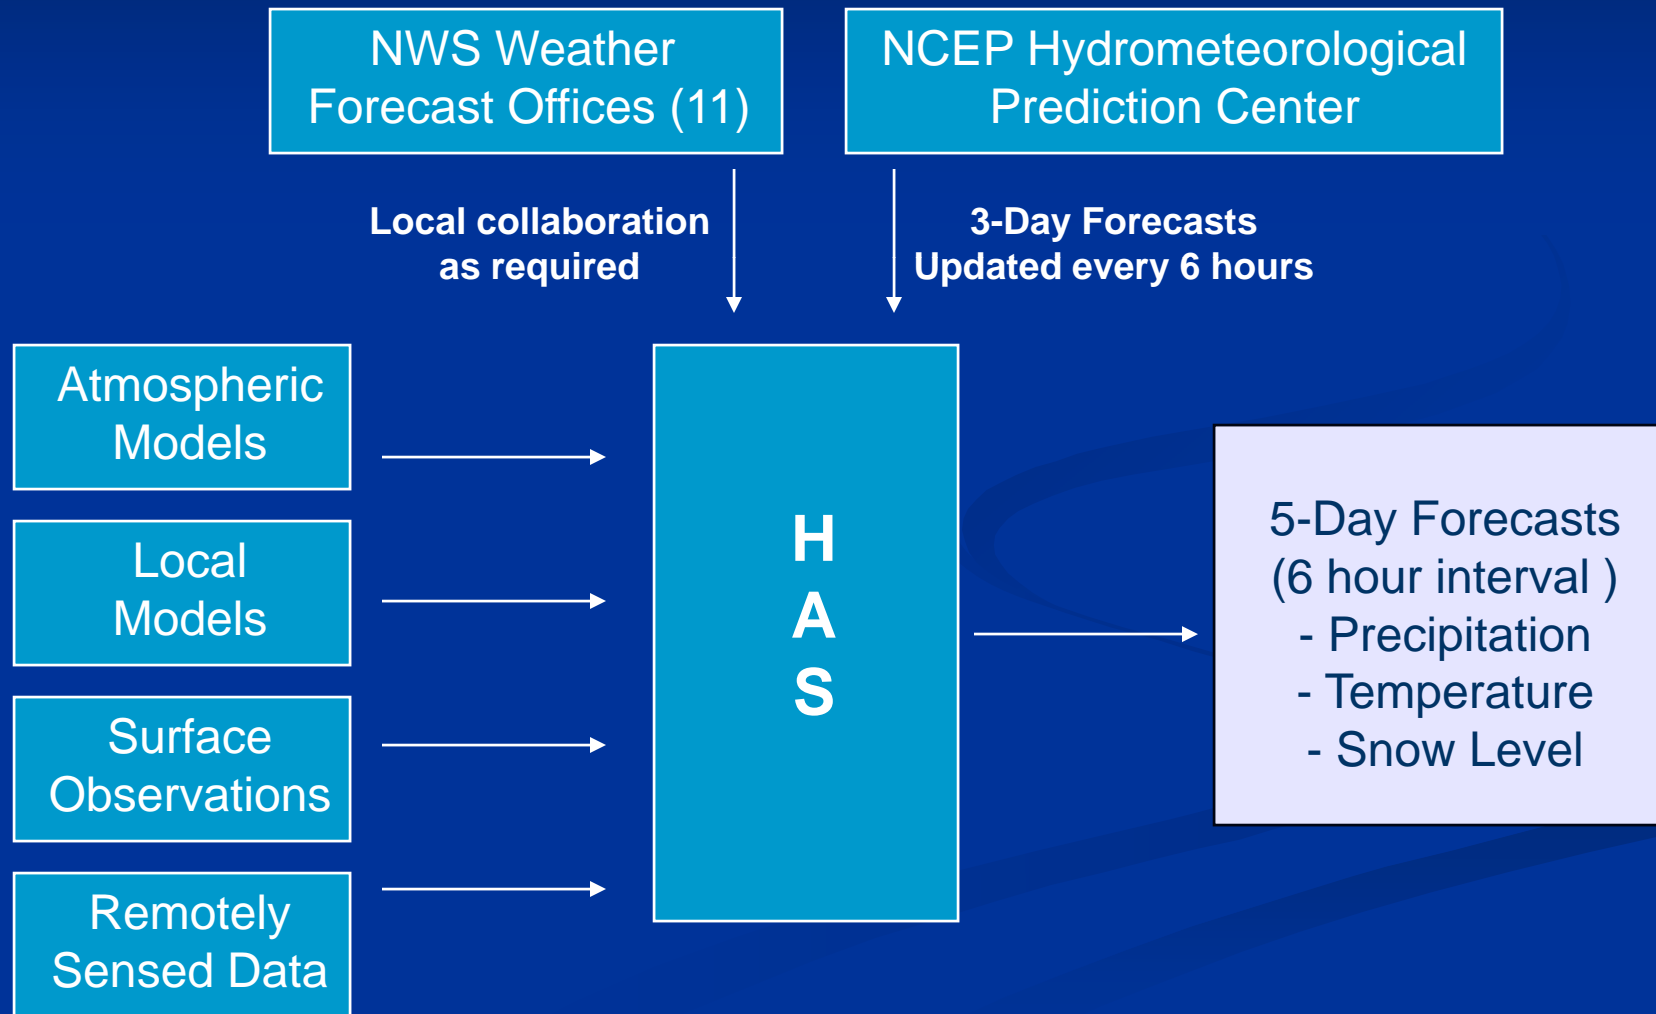 NWS Weather
Forecast Offices (11)
NCEP Hydrometeorological
Prediction Center
Local collaboration
as required
3-Day Forecasts
Updated every 6 hours
Atmospheric
Models
Local
Models
Surface
Observations
Remotely
Sensed Data
H
A
S
5-Day Forecasts
(6 hour interval )
- Precipitation
- Temperature
- Snow Level